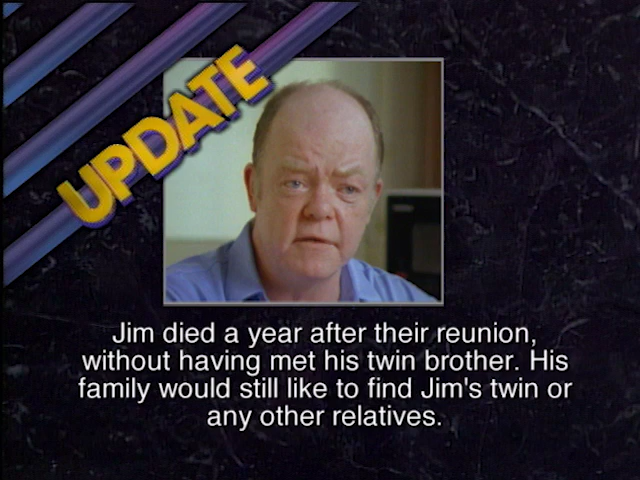 UPDATE
Jim died a year after their reunion,
without having met his twin brother. His
family would still like to find Jim's twin or
any other relatives.